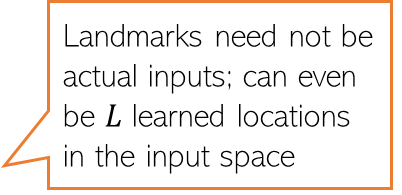 Landmarks need not be
actual inputs; can even
be L learned locations
in the input space